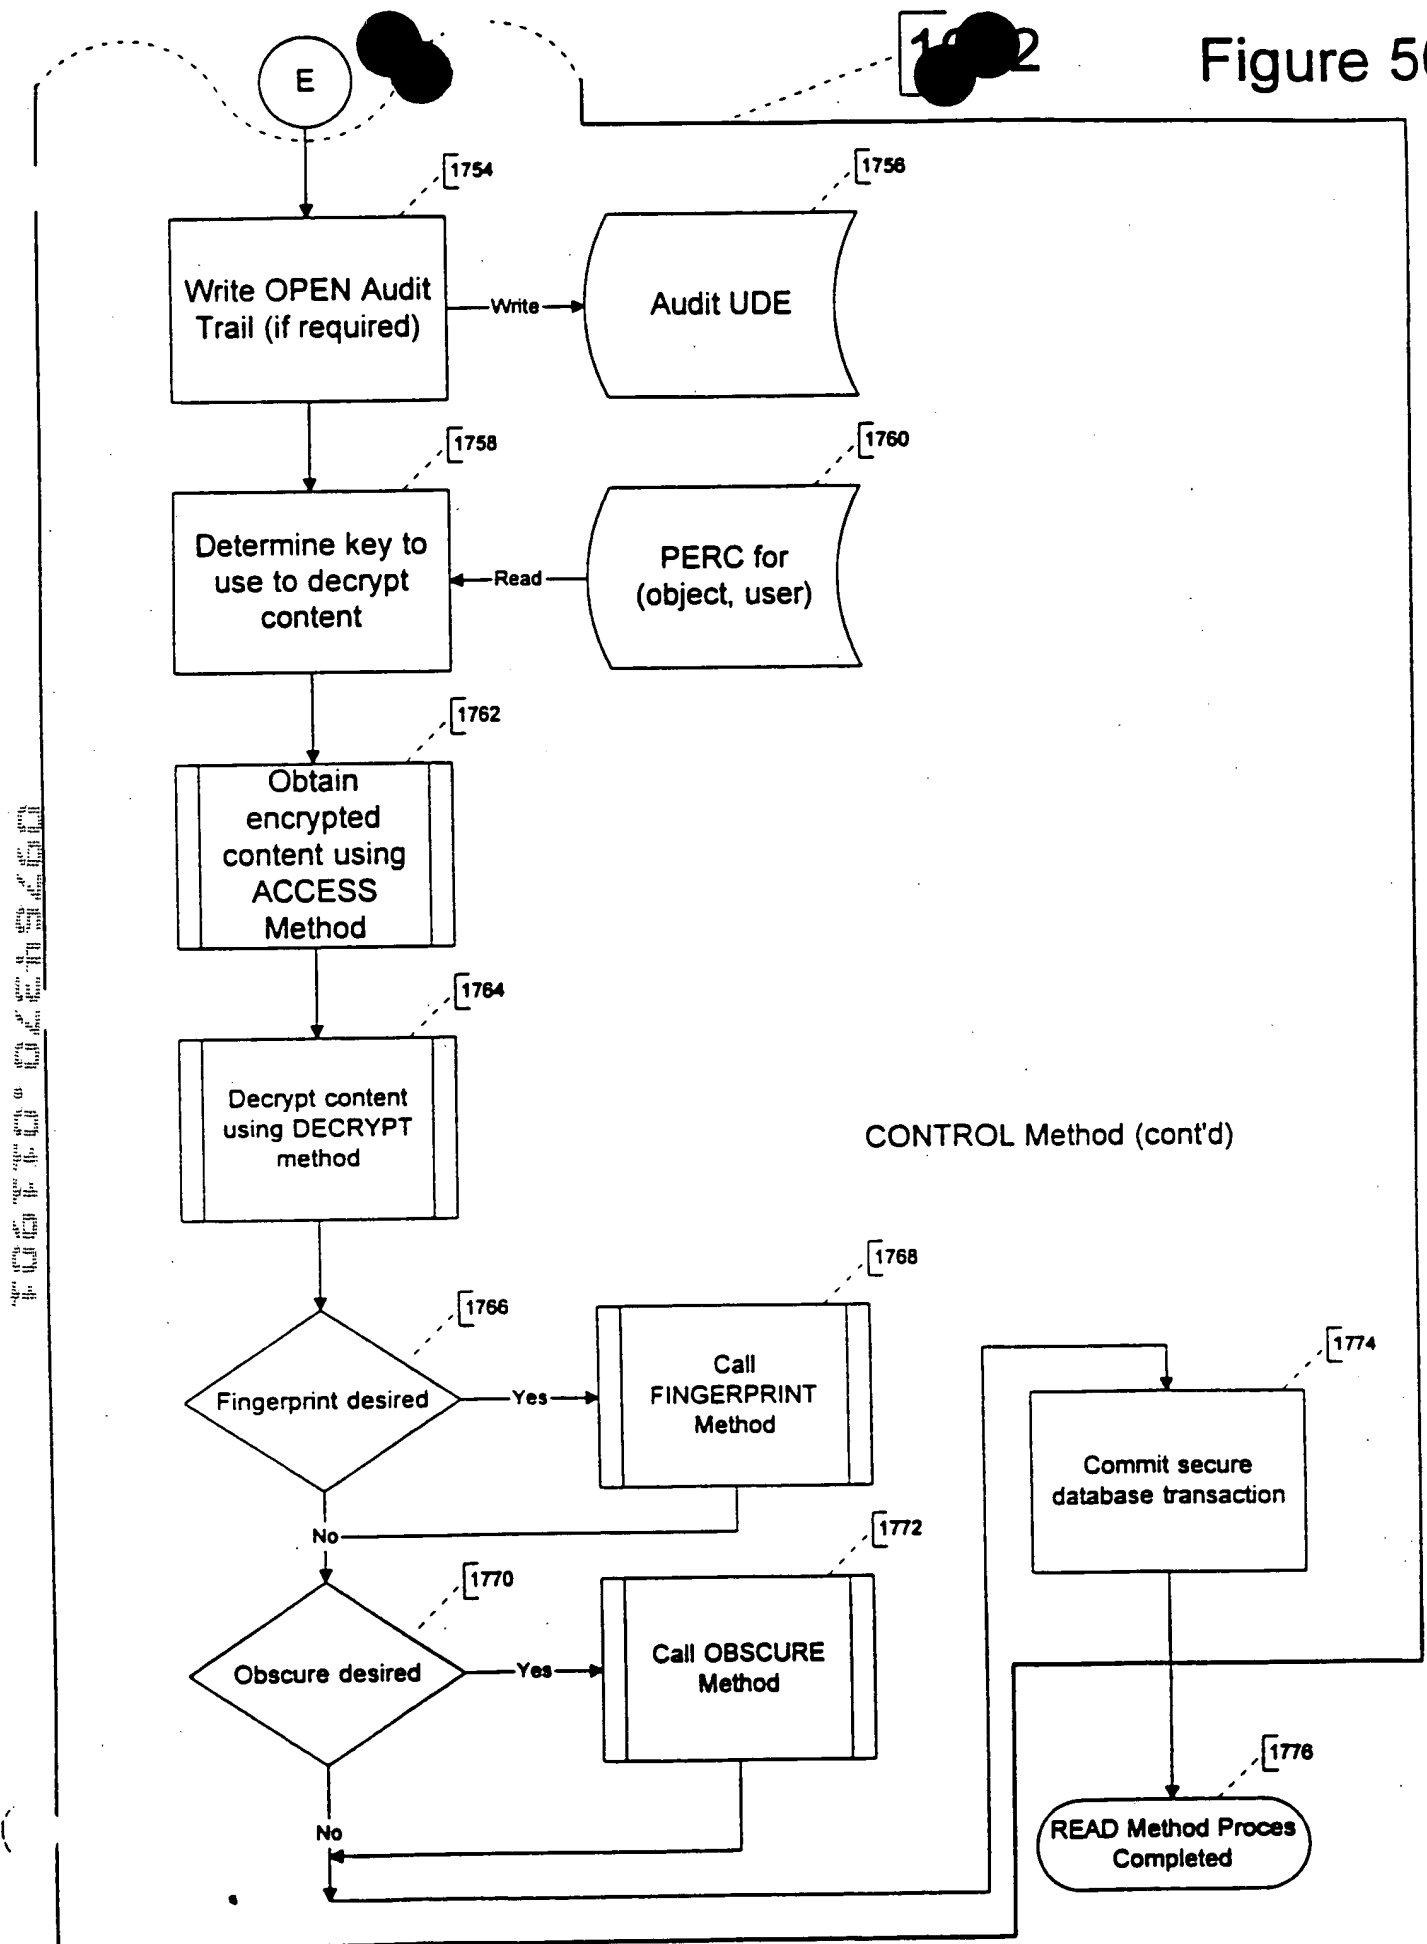 E
Figure 5
1754
1756
Write OPEN Audit
Trail (if required)
Write
Audit UDE
1758
1760
Determine key to
use to decrypt
content
Read
PERC for
(object, user)
1762
Obtain
encrypted
content using
ACCESS
Method
1764
Decrypt content
using DECRYPT
method
CONTROL Method (cont'd)
1766
1768
Fingerprint desired
Yes
Call
FINGERPRINT
Method
1774
Commit secure
database transaction
No
1770
1772
Obscure desired
Yes
Call OBSCURE
Method
No
1776
READ Method Proces
Completed
09754370.011901